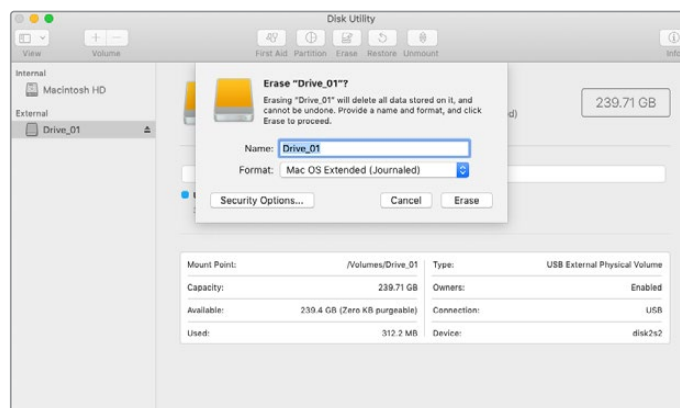 Disk Utility
View
Volume
First Aid Partition Erase Restore Unmount
Info
Internal
Macintosh HD
External
Drive_01
Erase "Drive_01"?
Erasing "Drive_01" will delete all data stored on it, and
cannot be undone. Provide a name and format, and click
Erase to proceed.
d)
239.71 GB
Name: Drive_01
Format: Mac OS Extended (Journaled)
Security Options... Cancel Erase
Mount Point: /Volumes/Drive_01 Type: USB External Physical Volume
Capacity: 239.71 GB Owners: Enabled
Available: 239.4 GB (Zero KB purgeable) Connection: USB
Used: 312.2 MB Device: disk2s2